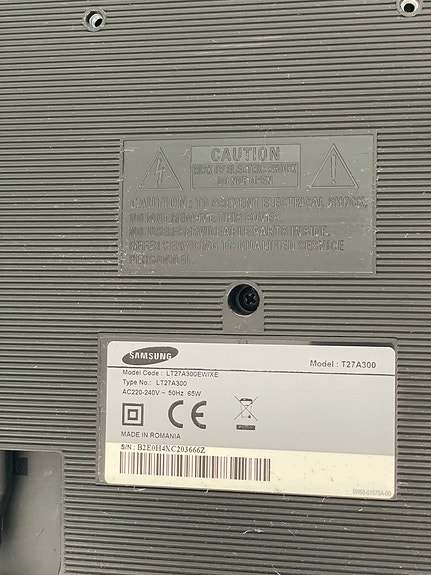 CAUTION
RISK OF ELECTRIC SHOCK
DO NOT OPEN
CAUTION: TO PREVENT ELECTRICAL SHOCK,
DO NOT REMOVE THIS COVER.
NO USER SERVICEABLE PARTS INSIDE.
REFER SERVICING TO QUALIFIED SERVICE
PERSONNEL.
SAMSUNG
Model : T27A300
Model Code : LT27A300EW/XE
Type No.: LT27A300
AC220-240V ~ 50Hz 65W
CE
MADE IN ROMANIA
S/N : B2E0H4XC203666Z